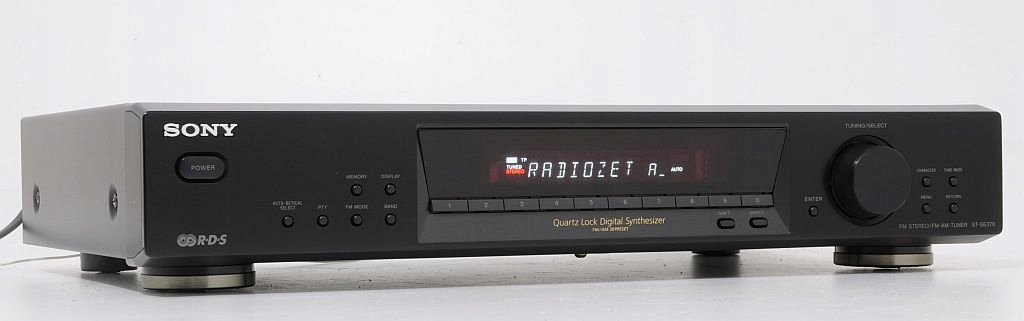 SONY
POWER
MEMORY DISPLAY
AUTO-BETICAL
SELECT
PTY FM MODE BAND
R·D·S
TP
TUNED
STEREO
RADIOZET A_
AUTO
1 2 3 4 5 6 7 8 9 0
Quartz Lock Digital Synthesizer
FM/AM 30 PRESET
SHIFT DIRECT
TUNING/SELECT
ENTER
CHARACTER TUNE MODE
MENU RETURN
FM STEREO/FM-AM TUNER ST-SE370